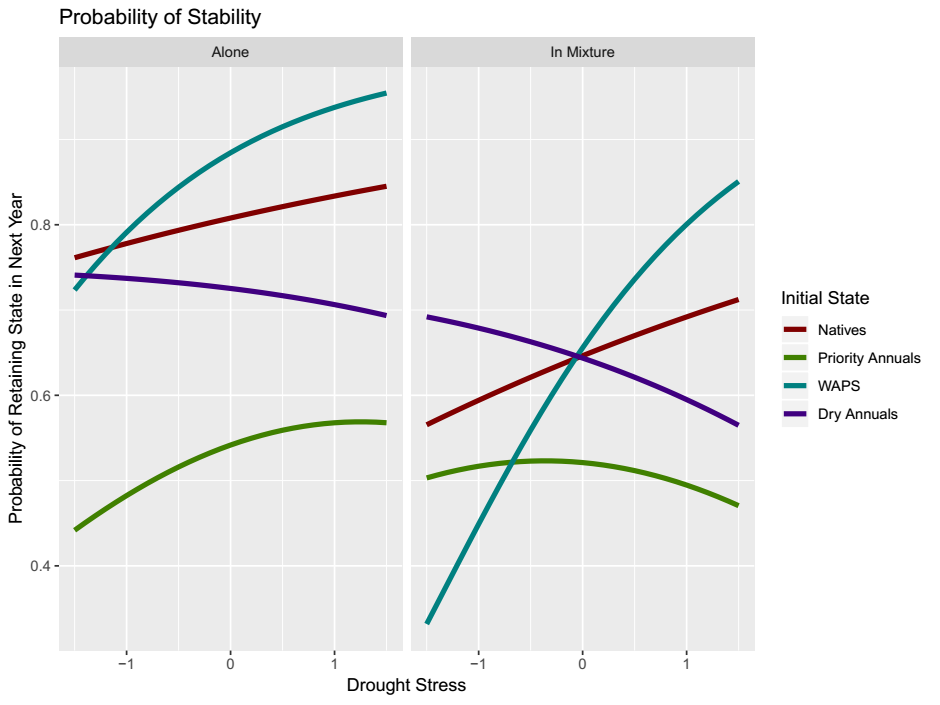 Probability of Stability
Alone
In Mixture
Probability of Retaining State in Next Year
0.8
0.6
0.4
−1
0
1
−1
0
1
Drought Stress
Initial State
Natives
Priority Annuals
WAPS
Dry Annuals